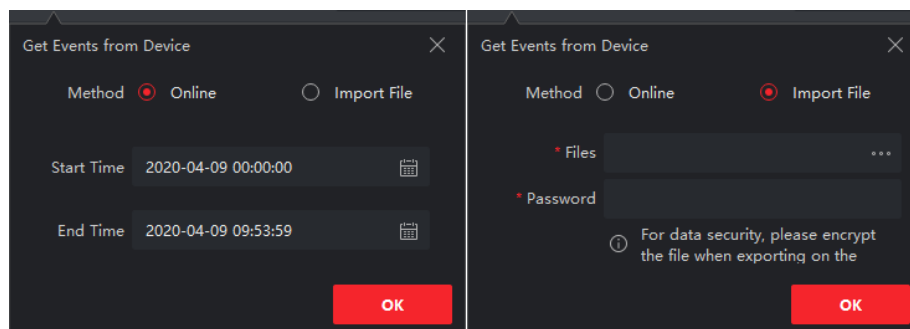 Get Events from Device
Method Online Import File
Start Time 2020-04-09 00:00:00
End Time 2020-04-09 09:53:59
OK
Get Events from Device
Method Online Import File
* Files
* Password
For data security, please encrypt
the file when exporting on the
OK